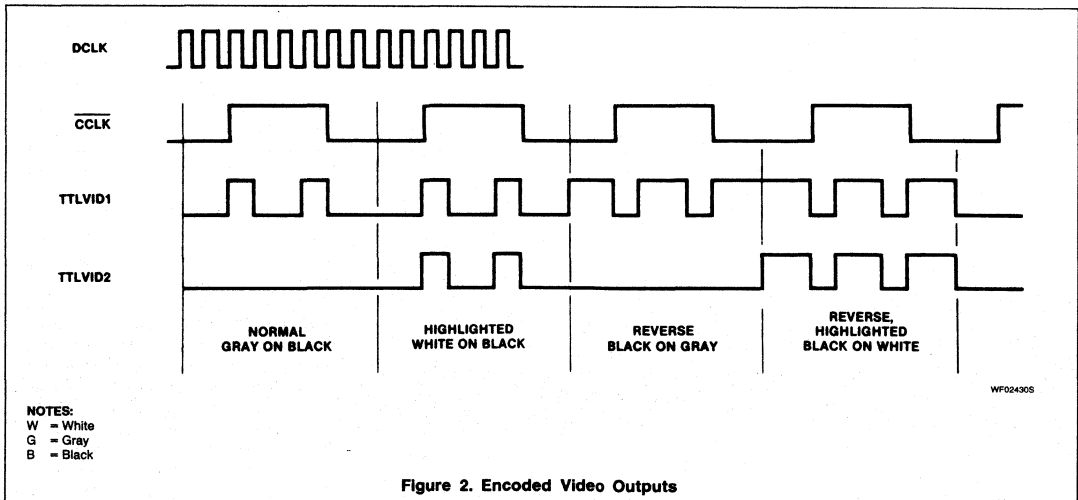 DCLK
CCLK
TTLVID1
TTLVID2
NORMAL
GRAY ON BLACK
HIGHLIGHTED
WHITE ON BLACK
REVERSE
BLACK ON GRAY
REVERSE,
HIGHLIGHTED
BLACK ON WHITE
WF02430S
NOTES:
W = White
G = Gray
B = Black
Figure 2. Encoded Video Outputs